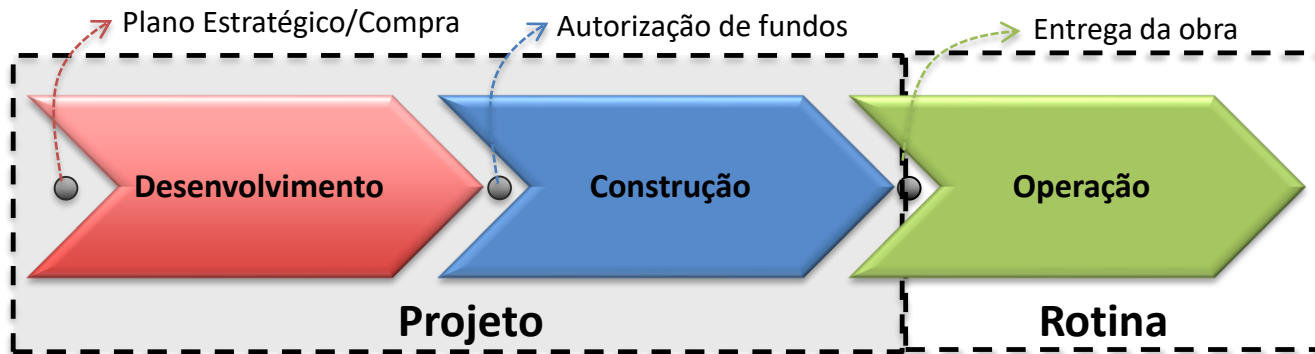 Plano Estratégico/Compra
Autorização de fundos
Entrega da obra
Desenvolvimento
Construção
Operação
Projeto
Rotina